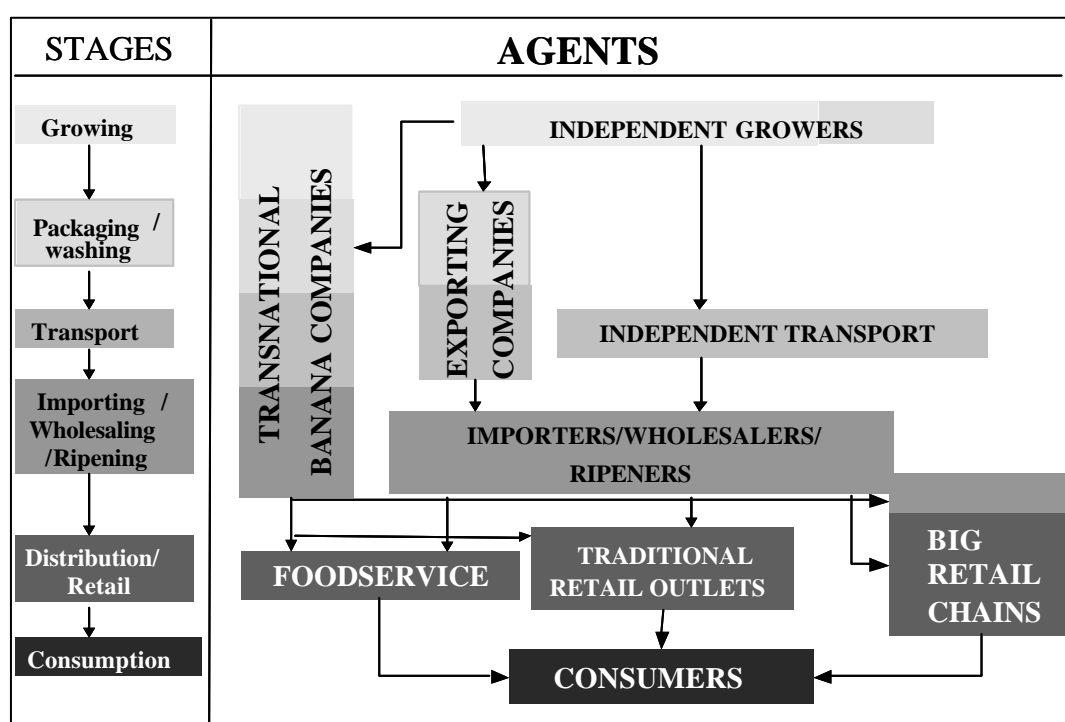 STAGES
AGENTS
Growing
Packaging /
washing
Transport
Importing /
Wholesaling
/Ripening
Distribution/
Retail
Consumption
INDEPENDENT GROWERS
TRANSNATIONAL
BANANA COMPANIES
EXPORTING
COMPANIES
INDEPENDENT TRANSPORT
IMPORTERS/WHOLESALERS/
RIPENERS
FOODSERVICE
TRADITIONAL
RETAIL OUTLETS
BIG
RETAIL
CHAINS
CONSUMERS